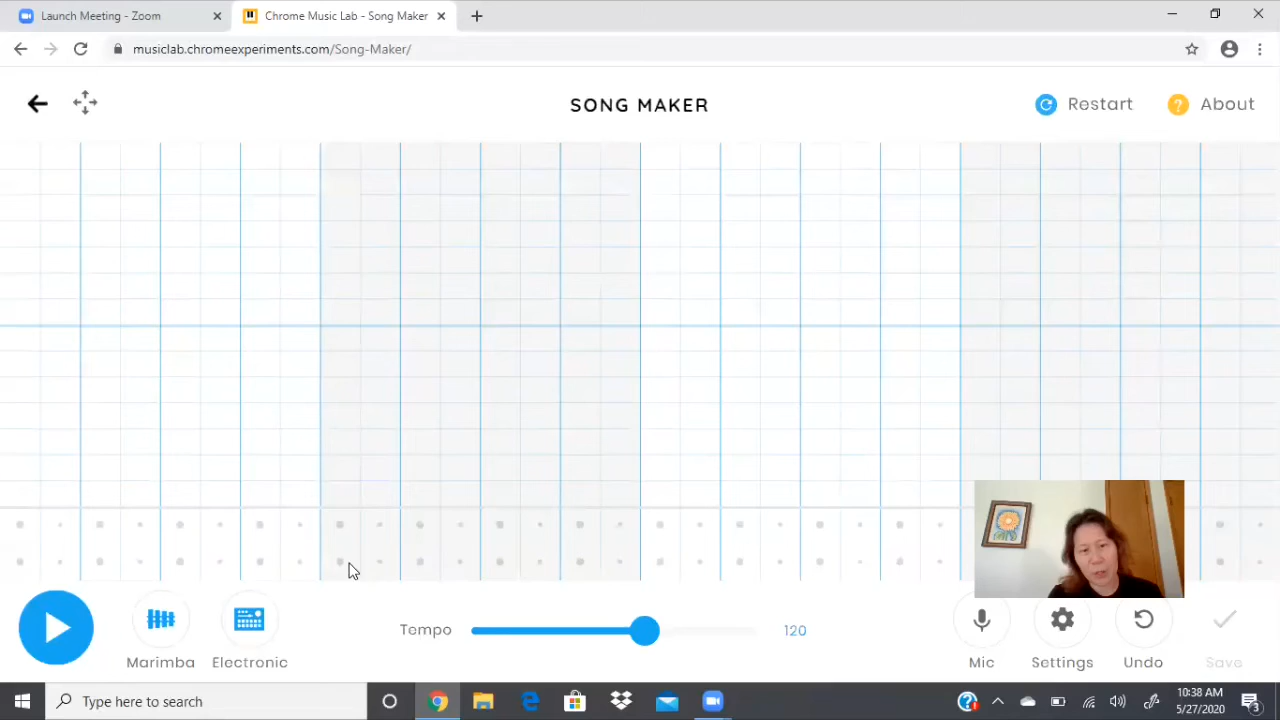 Launch Meeting - Zoom
Chrome Music Lab - Song Maker
musiclab.chromeexperiments.com/Song-Maker/
SONG MAKER
Restart
? About
Tempo
120
Marimba
Electronic
Mic
Settings
Undo
Save
Type here to search
10:38 AM
5/27/2020
3